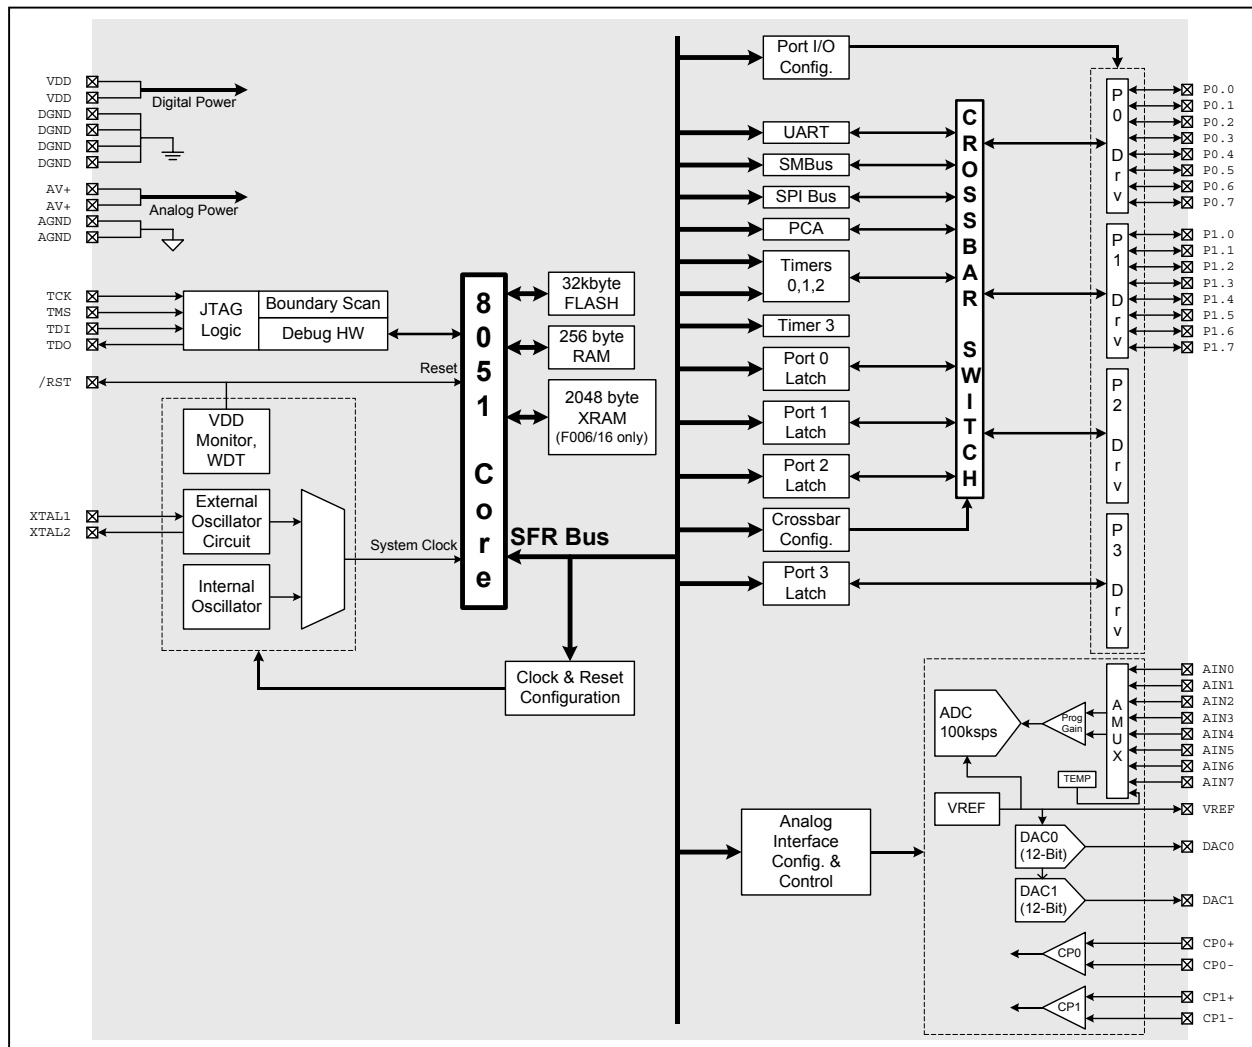 VDD
VDD
DGND
DGND
DGND
DGND
Digital Power
AV+
AV+
AGND
AGND
Analog Power
TCK
TMS
TDI
TDO
JTAG
Logic
Boundary Scan
Debug HW
/RST
Reset
VDD
Monitor,
WDT
XTAL1
XTAL2
External
Oscillator
Circuit
Internal
Oscillator
System Clock
8051 Core
32kbyte
FLASH
256 byte
RAM
2048 byte
XRAM
(F006/16 only)
SFR Bus
Clock & Reset
Configuration
Port I/O
Config.
UART
SMBus
SPI Bus
PCA
Timers
0,1,2
Timer 3
Port 0
Latch
Port 1
Latch
Port 2
Latch
Crossbar
Config.
Port 3
Latch
CROSSBAR SWITCH
P0 Drv
P1 Drv
P2 Drv
P3 Drv
P0.0
P0.1
P0.2
P0.3
P0.4
P0.5
P0.6
P0.7
P1.0
P1.1
P1.2
P1.3
P1.4
P1.5
P1.6
P1.7
Analog
Interface
Config. &
Control
ADC
100ksps
Prog
Gain
AMUX
TEMP
VREF
DAC0
(12-Bit)
DAC1
(12-Bit)
CP0
CP1
AIN0
AIN1
AIN2
AIN3
AIN4
AIN5
AIN6
AIN7
VREF
DAC0
DAC1
CP0+
CP0-
CP1+
CP1-